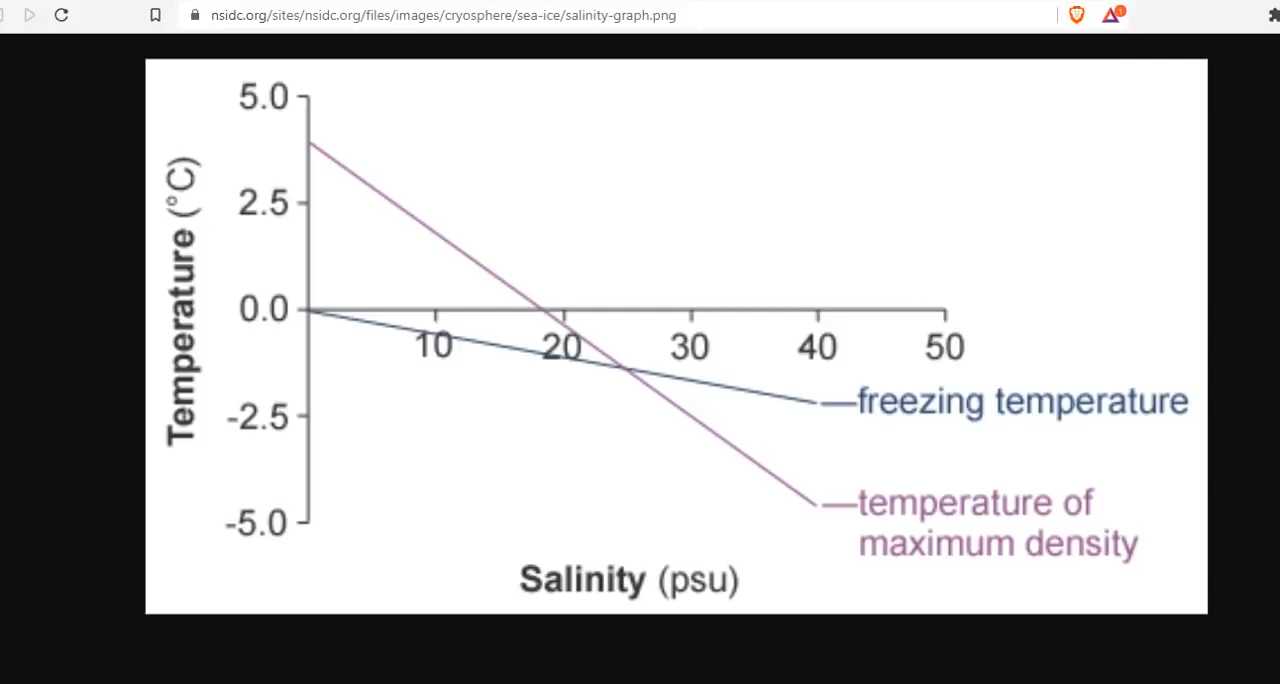 nsidc.org/sites/nsidc.org/files/images/cryosphere/sea-ice/salinity-graph.png
1
5.0
2.5
0.0
-2.5
-5.0
Temperature (°C)
10 20 30 40 50
freezing temperature
temperature of
maximum density
Salinity (psu)